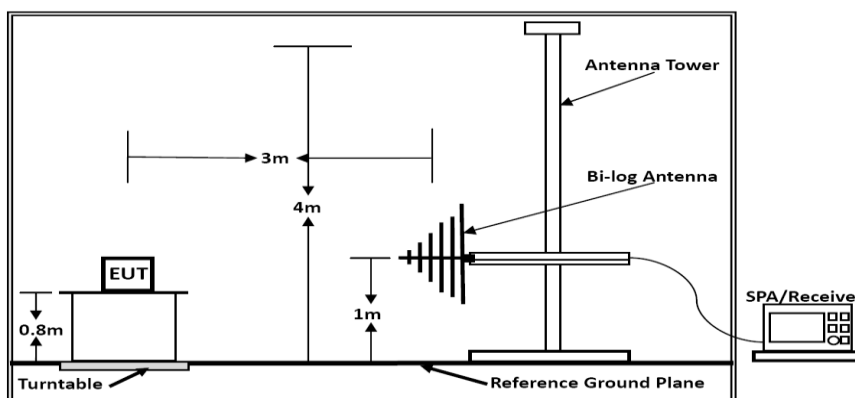 Antenna Tower
3m
Bi-log Antenna
4m
EUT
SPA/Receive
0.8m
1m
Turntable
Reference Ground Plane